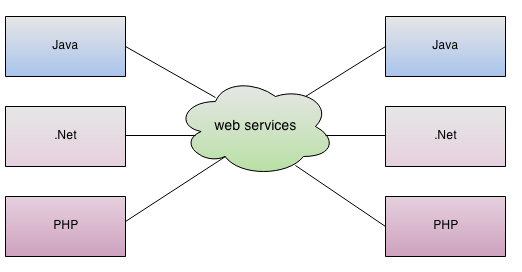 Java
Java
web services
.Net
.Net
PHP
PHP